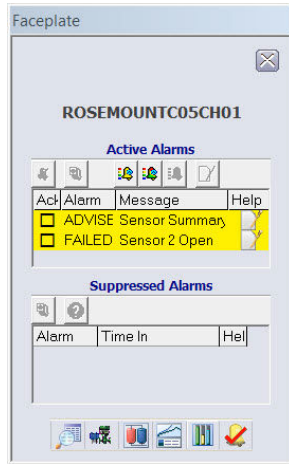 Faceplate
ROSEMOUNTC05CH01
Active Alarms
Ack Alarm Message Help
ADVISE Sensor Summary
FAILED Sensor 2 Open
Suppressed Alarms
Alarm Time In Hel